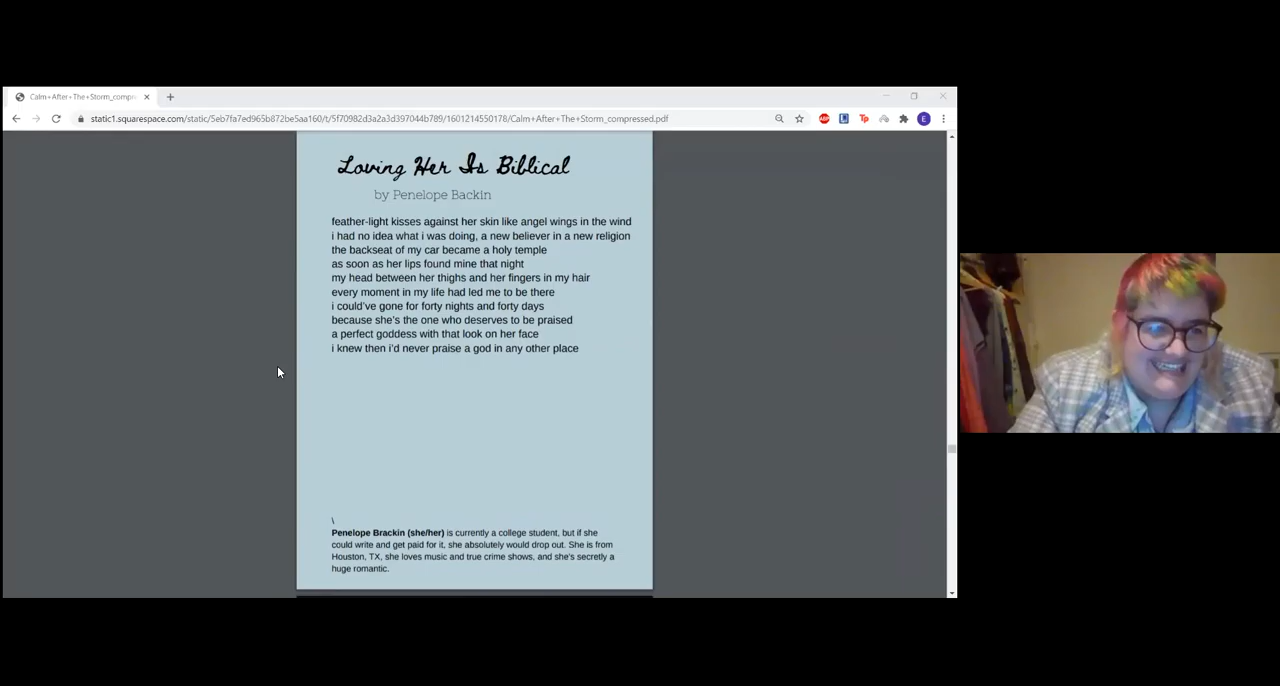 Calm+After+The+Storm_compre
static1.squarespace.com/static/5eb7fa7ed965b872be5aa160/t/5f70982d3a2a3d397044b789/1601214550178/Calm+After+The+Storm_compressed.pdf
ABP
Tp
E
Loving Her Is Biblical
by Penelope Backin
feather-light kisses against her skin like angel wings in the wind
i had no idea what i was doing, a new believer in a new religion
the backseat of my car became a holy temple
as soon as her lips found mine that night
my head between her thighs and her fingers in my hair
every moment in my life had led me to be there
i could've gone for forty nights and forty days
because she's the one who deserves to be praised
a perfect goddess with that look on her face
i knew then i'd never praise a god in any other place
\
Penelope Brackin (she/her) is currently a college student, but if she
could write and get paid for it, she absolutely would drop out. She is from
Houston, TX, she loves music and true crime shows, and she's secretly a
huge romantic.